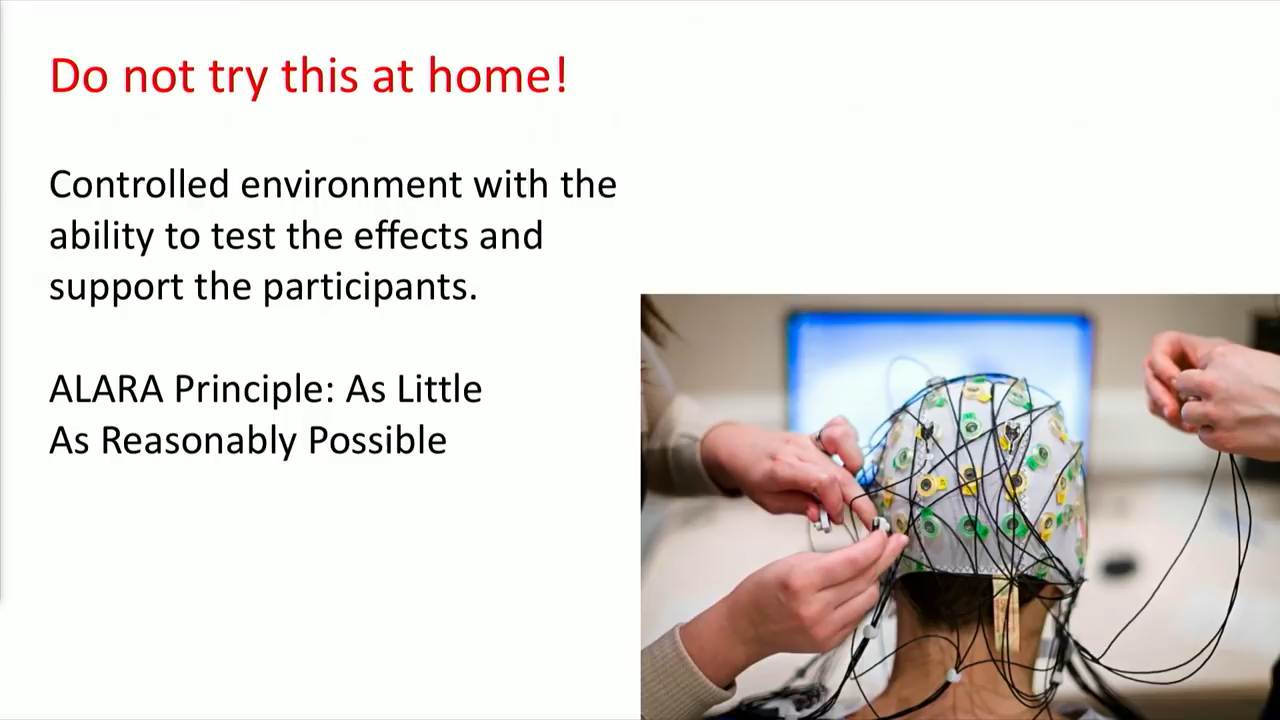 Do not try this at home!
Controlled environment with the
ability to test the effects and
support the participants.
ALARA Principle: As Little
As Reasonably Possible